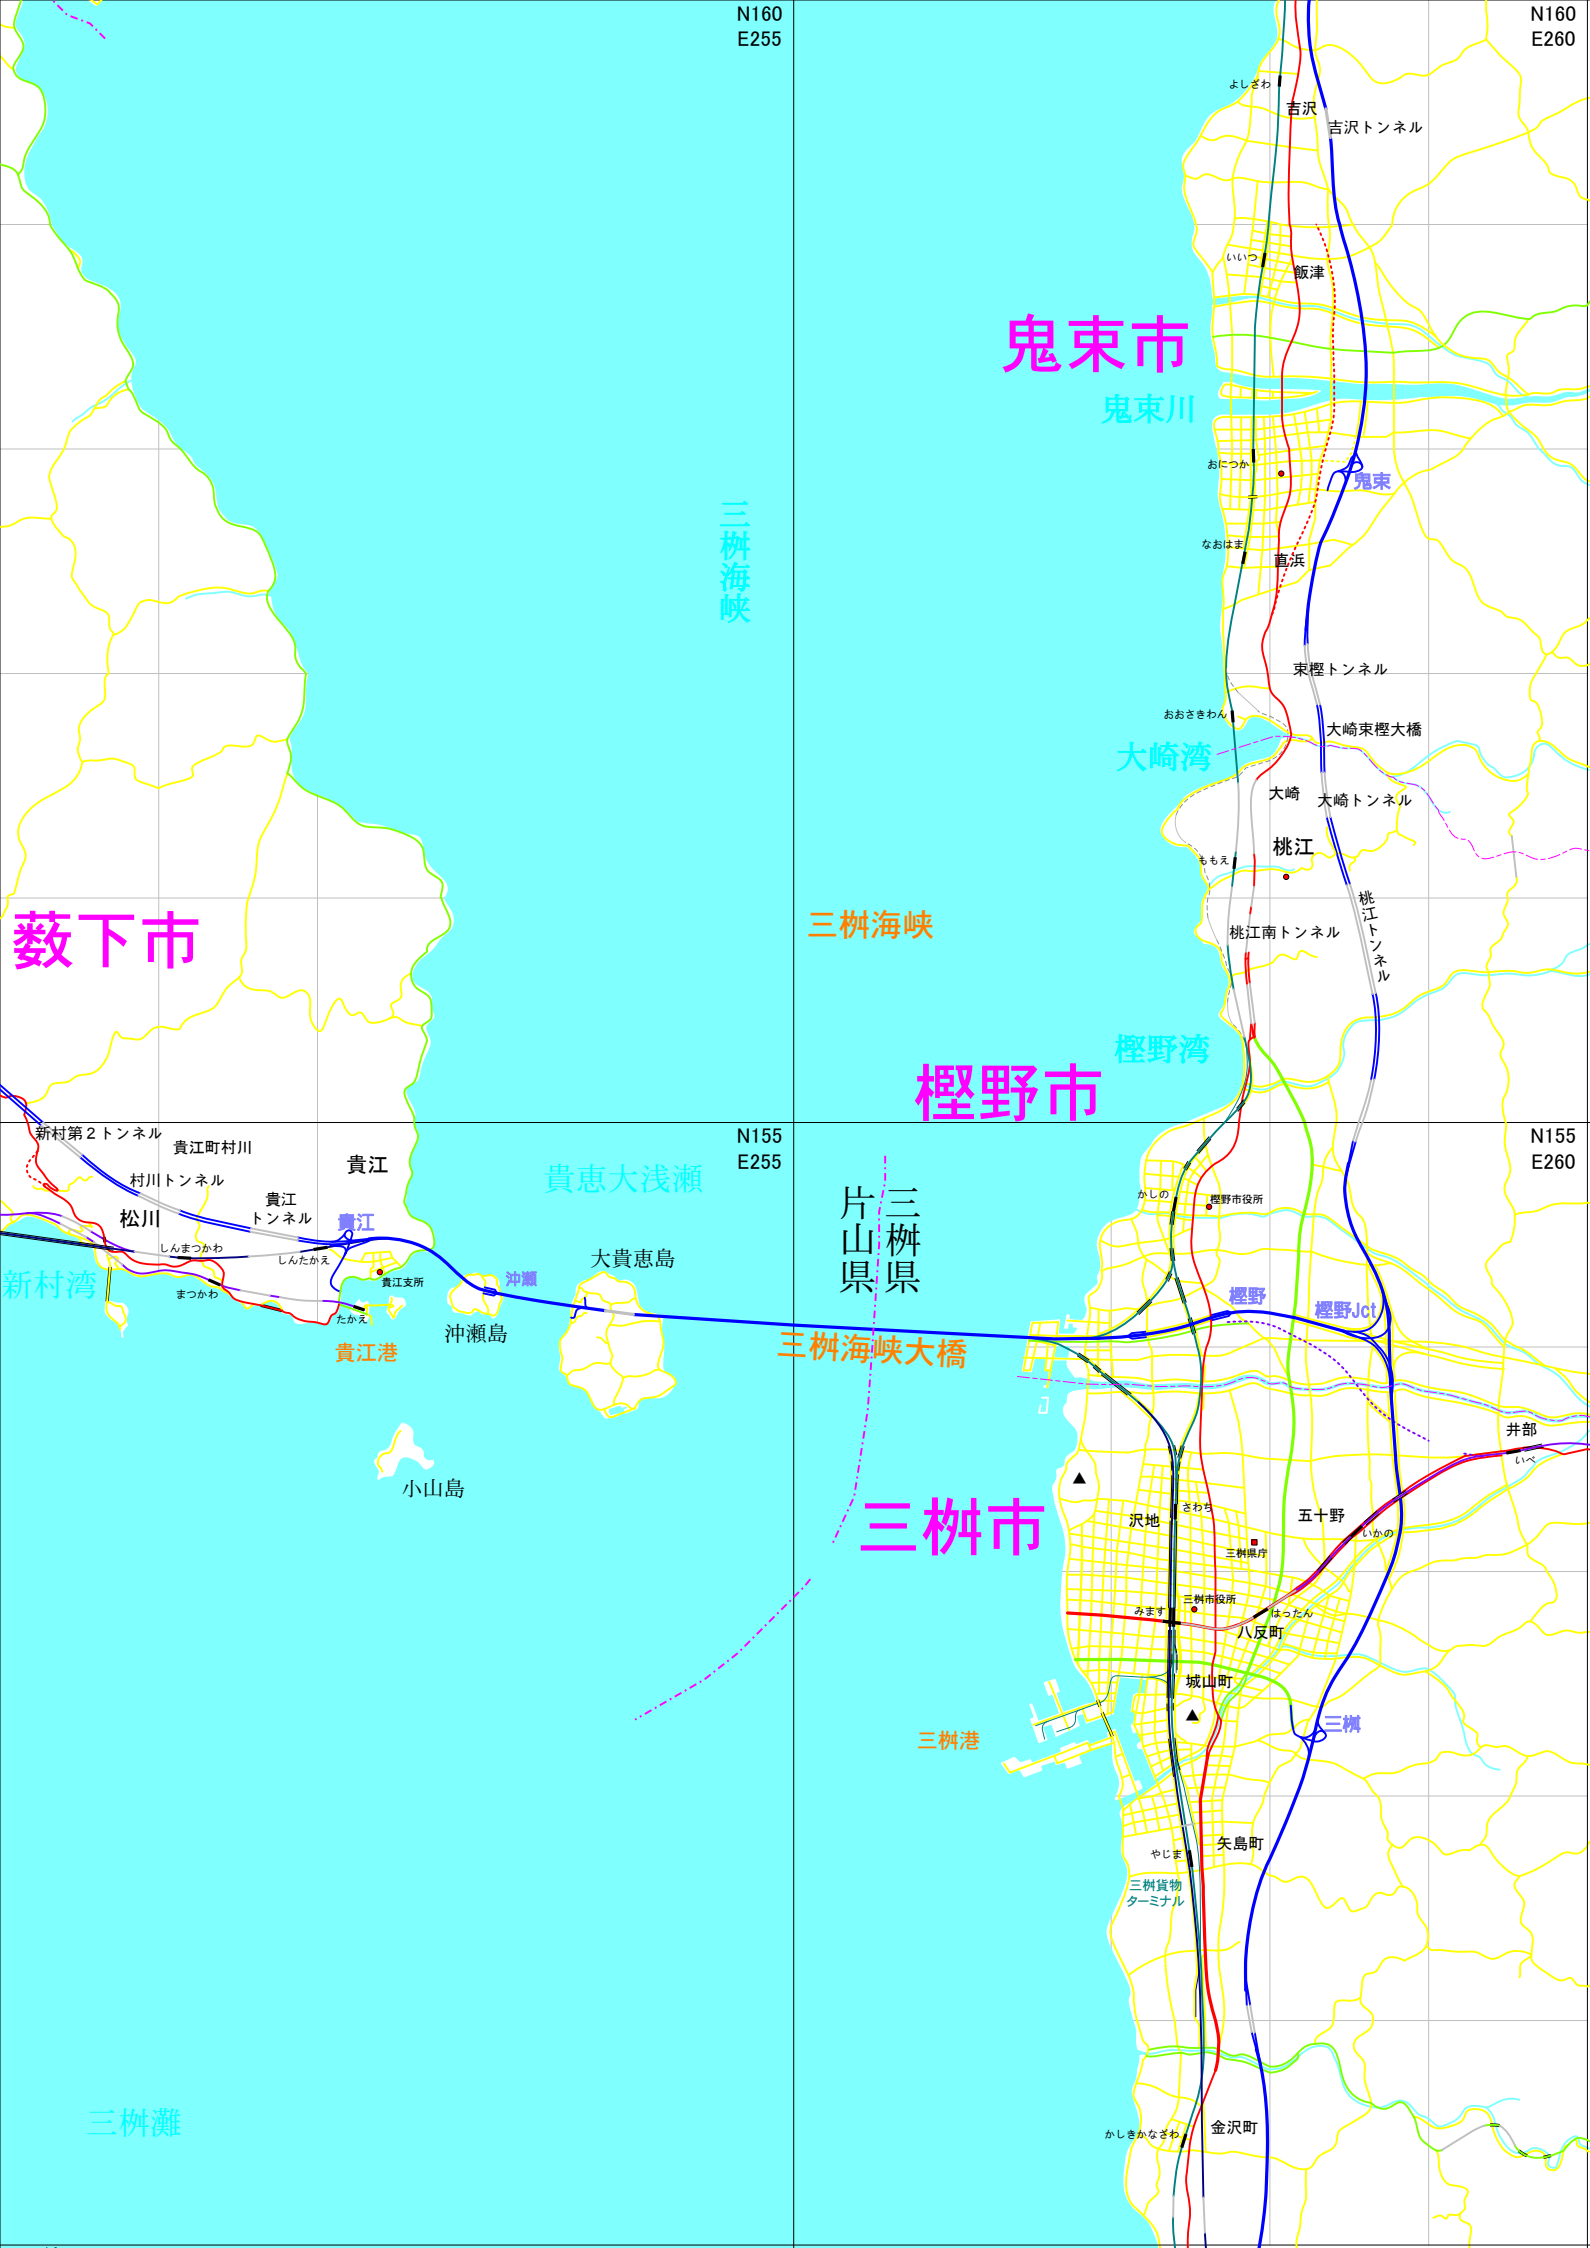 N160
E255
N160
E260
よしざわ
吉沢
吉沢トンネル
いいつ
飯津
鬼束市
鬼束川
おにつか
鬼束
三桝海峡
なおはま
直浜
束樫トンネル
おおさきわん
大崎束樫大橋
大崎湾
大崎
大崎トンネル
桃江
ももえ
桃江トンネル
薮下市
三桝海峡
桃江南トンネル
樫野湾
樫野市
新村第2トンネル
貴江町村川
貴江
N155
E255
N155
E260
村川トンネル
貴江
トンネル
松川
貴江
しんまつかわ
しんたかえ
新村湾
まつかわ
たかえ
貴江支所
貴江港
貴恵大浅瀬
沖瀬
沖瀬島
大貴恵島
小山島
片山県
三桝県
かしの
樫野市役所
樫野
樫野Jct
三桝海峡大橋
井部
いべ
三桝市
沢地
さわち
五十野
いかの
三桝県庁
みます
三桝市役所
はったん
八反町
城山町
三桝港
三桝
矢島町
やじま
三桝貨物
ターミナル
三桝灘
かしきかなざわ
金沢町